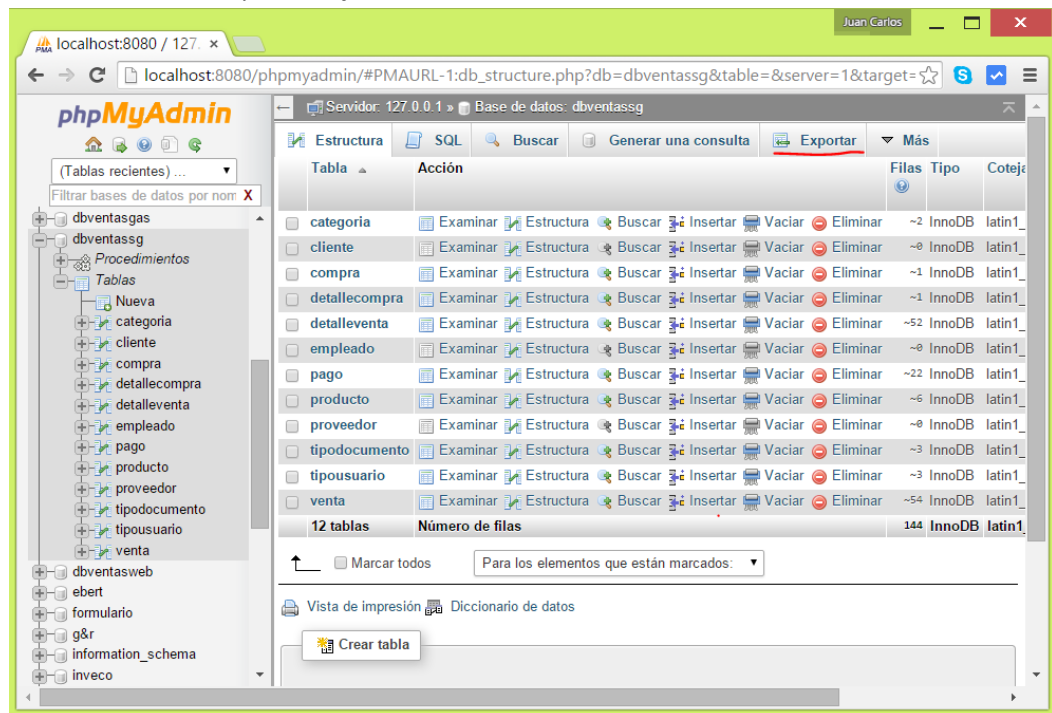 Juan Carlos
localhost:8080 / 127.
localhost:8080/phpmyadmin/#PMAURL-1:db_structure.php?db=dbventassg&table=&server=1&target=
phpMyAdmin
(Tablas recientes) ...
Filtrar bases de datos por nom X
dbventasgas
dbventassg
Procedimientos
Tablas
Nueva
categoria
cliente
compra
detallecompra
detalleventa
empleado
pago
producto
proveedor
tipodocumento
tipousuario
venta
dbventasweb
ebert
formulario
g&r
information_schema
inveco
Servidor: 127.0.0.1 » Base de datos: dbventassg
Estructura SQL Buscar Generar una consulta Exportar Más
Tabla Acción Filas Tipo Coteja
categoria Examinar Estructura Buscar Insertar Vaciar Eliminar ~2 InnoDB latin1_
cliente Examinar Estructura Buscar Insertar Vaciar Eliminar ~0 InnoDB latin1_
compra Examinar Estructura Buscar Insertar Vaciar Eliminar ~1 InnoDB latin1_
detallecompra Examinar Estructura Buscar Insertar Vaciar Eliminar ~1 InnoDB latin1_
detalleventa Examinar Estructura Buscar Insertar Vaciar Eliminar ~52 InnoDB latin1_
empleado Examinar Estructura Buscar Insertar Vaciar Eliminar ~0 InnoDB latin1_
pago Examinar Estructura Buscar Insertar Vaciar Eliminar ~22 InnoDB latin1_
producto Examinar Estructura Buscar Insertar Vaciar Eliminar ~6 InnoDB latin1_
proveedor Examinar Estructura Buscar Insertar Vaciar Eliminar ~0 InnoDB latin1_
tipodocumento Examinar Estructura Buscar Insertar Vaciar Eliminar ~3 InnoDB latin1_
tipousuario Examinar Estructura Buscar Insertar Vaciar Eliminar ~3 InnoDB latin1_
venta Examinar Estructura Buscar Insertar Vaciar Eliminar ~54 InnoDB latin1_
12 tablas Número de filas 144 InnoDB latin1_
Marcar todos Para los elementos que están marcados:
Vista de impresión Diccionario de datos
Crear tabla